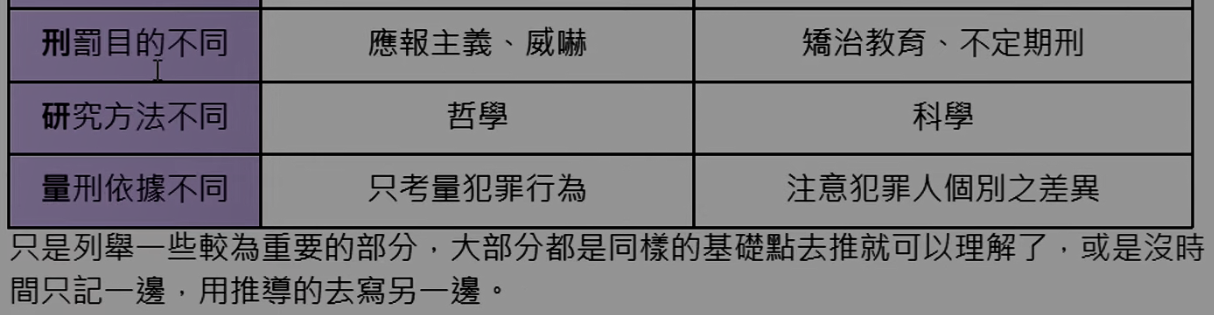 刑罰目的不同 應報主義、威嚇 矯治教育、不定期刑
研究方法不同 哲學 科學
量刑依據不同 只考量犯罪行為 注意犯罪人個別之差異
只是列舉一些較為重要的部分，大部分都是同樣的基礎點去推就可以理解了，或是沒時
間只記一邊，用推導的去寫另一邊。